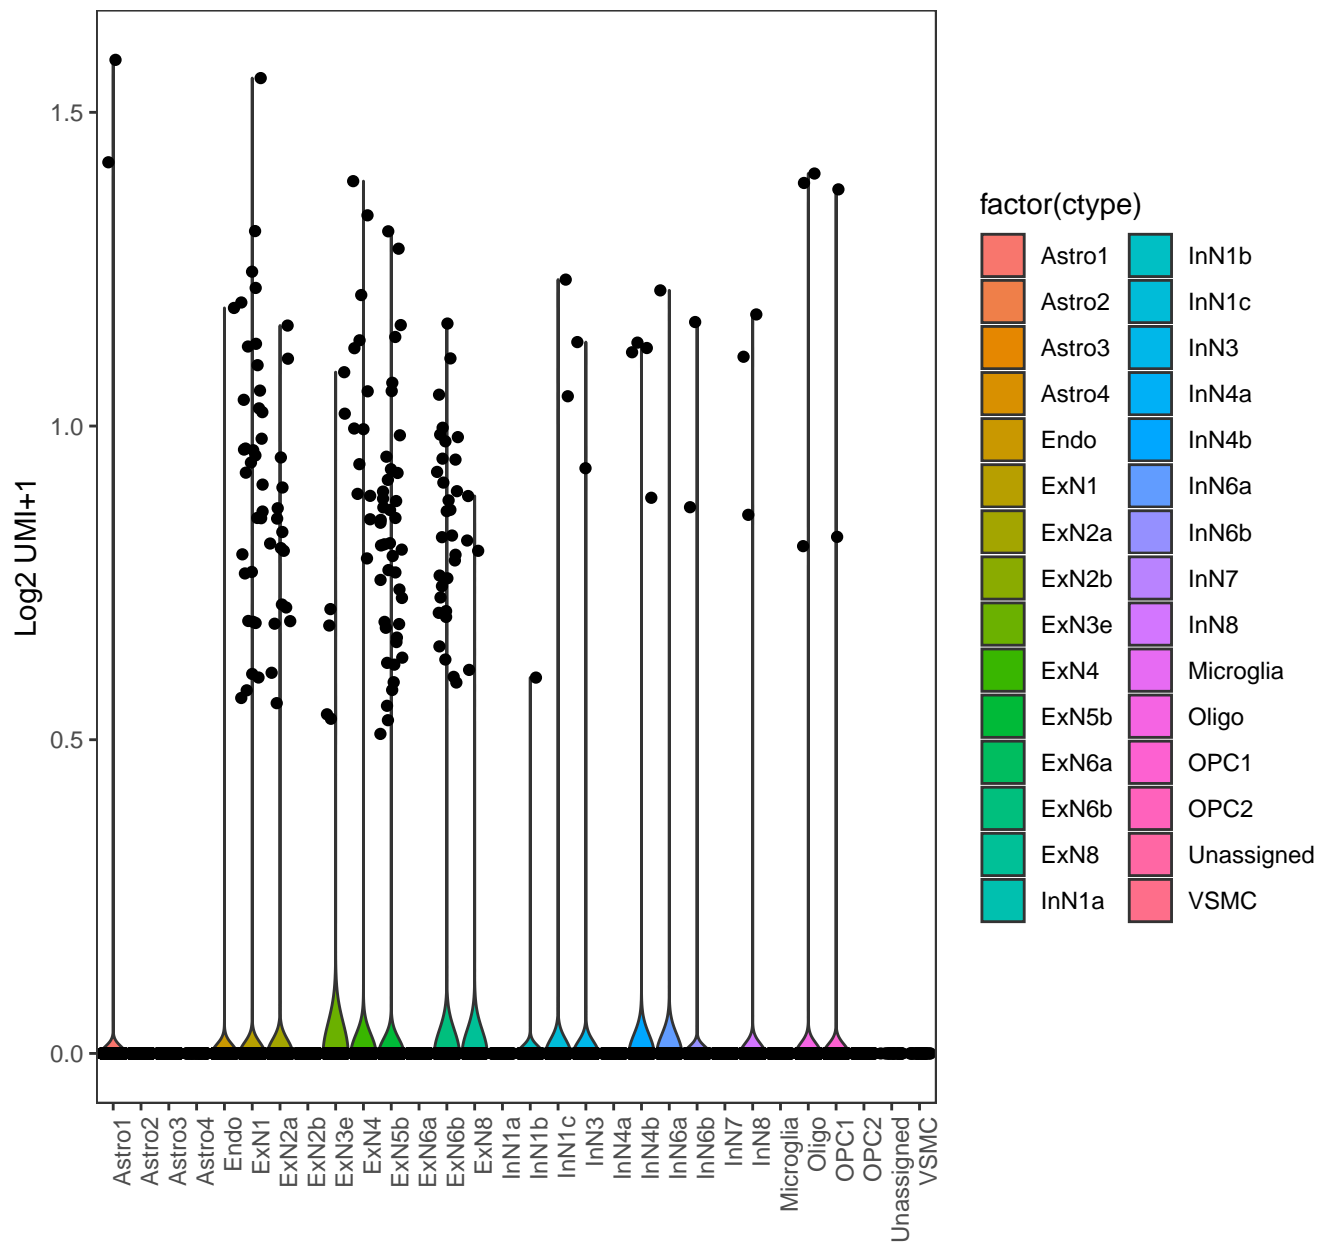 1.5
1.0
0.5
0.0
Log2 UMI+1
Astro1
Astro2
Astro3
Astro4
Endo
ExN1
ExN2a
ExN2b
ExN3e
ExN4
ExN5b
ExN6a
ExN6b
ExN8
InN1a
InN1b
InN1c
InN3
InN4a
InN4b
InN6a
InN6b
InN7
InN8
Microglia
Oligo
OPC1
OPC2
Unassigned
VSMC
factor(ctype)
Astro1
Astro2
Astro3
Astro4
Endo
ExN1
ExN2a
ExN2b
ExN3e
ExN4
ExN5b
ExN6a
ExN6b
ExN8
InN1a
InN1b
InN1c
InN3
InN4a
InN4b
InN6a
InN6b
InN7
InN8
Microglia
Oligo
OPC1
OPC2
Unassigned
VSMC